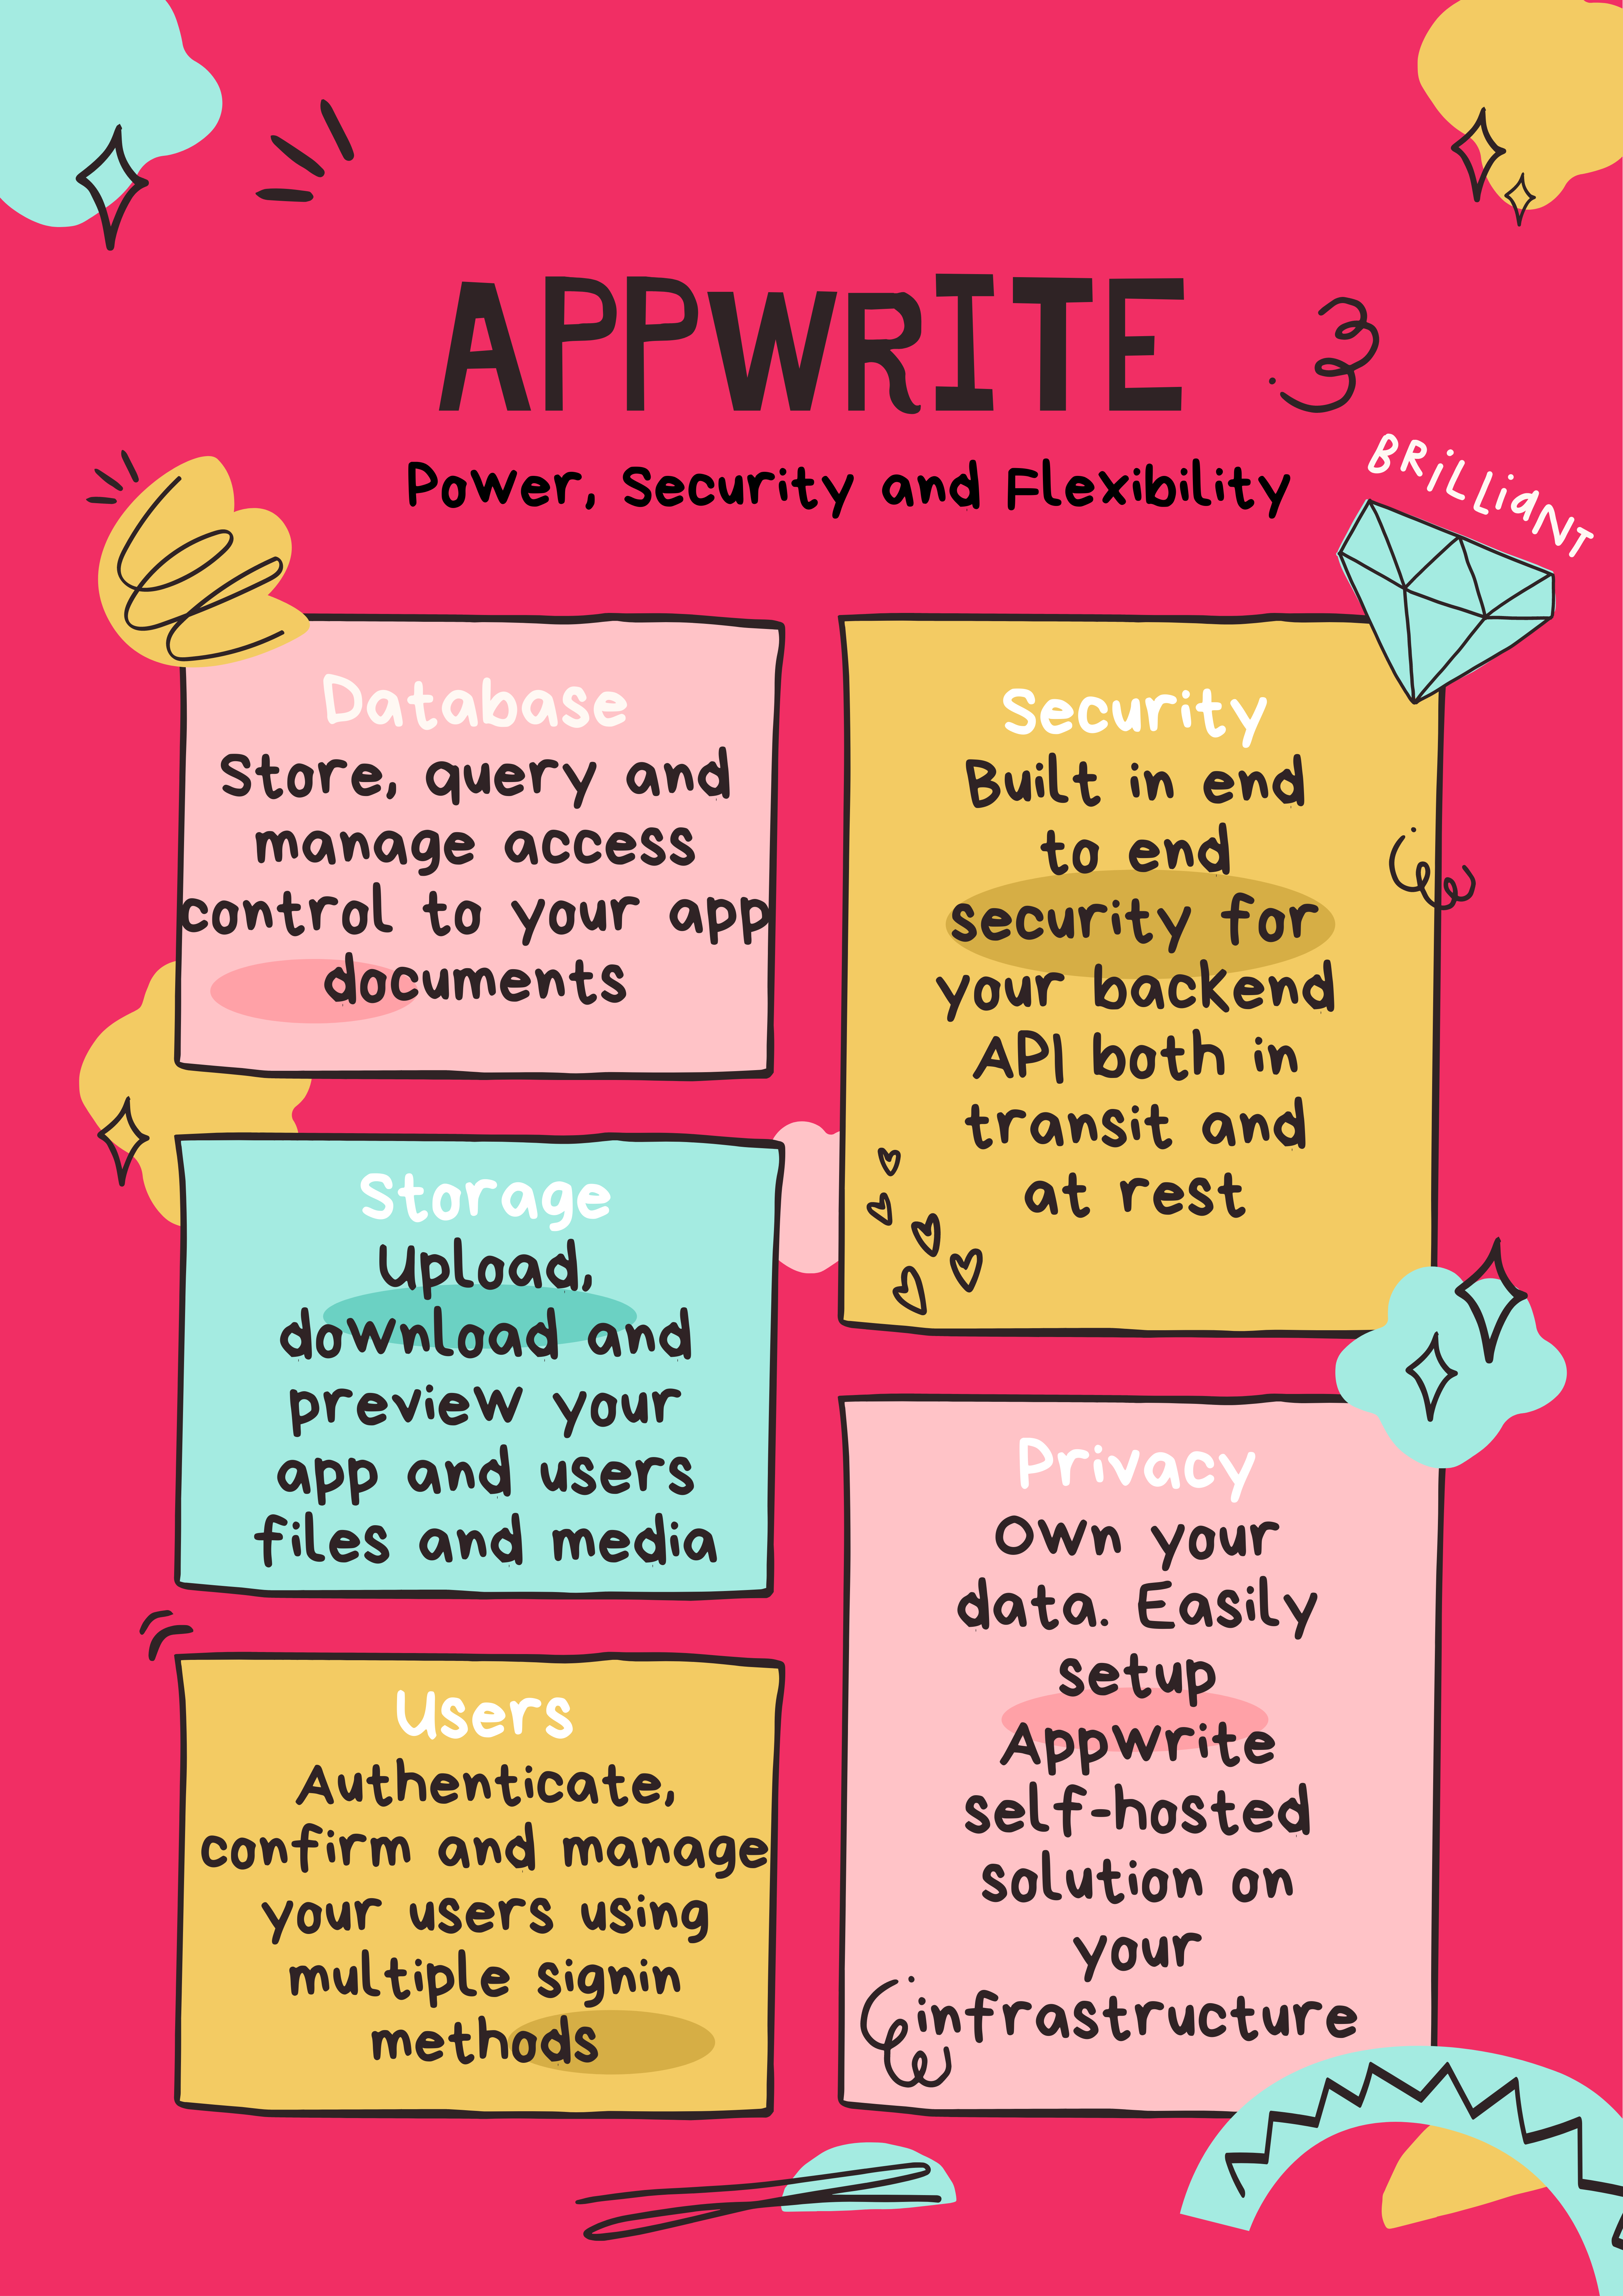 APPWRITE
Power, Security and Flexibility
BRiLLiaNT
Database
Store, query and
manage access
control to your app
documents
Storage
Upload,
download and
preview your
app and users
files and media
Users
Authenticate,
confirm and manage
your users using
multiple signin
methods
Security
Built in end
to end
security for
your backend
API both in
transit and
at rest
Privacy
Own your
data. Easily
setup
Appwrite
self-hosted
solution on
your
infrastructure